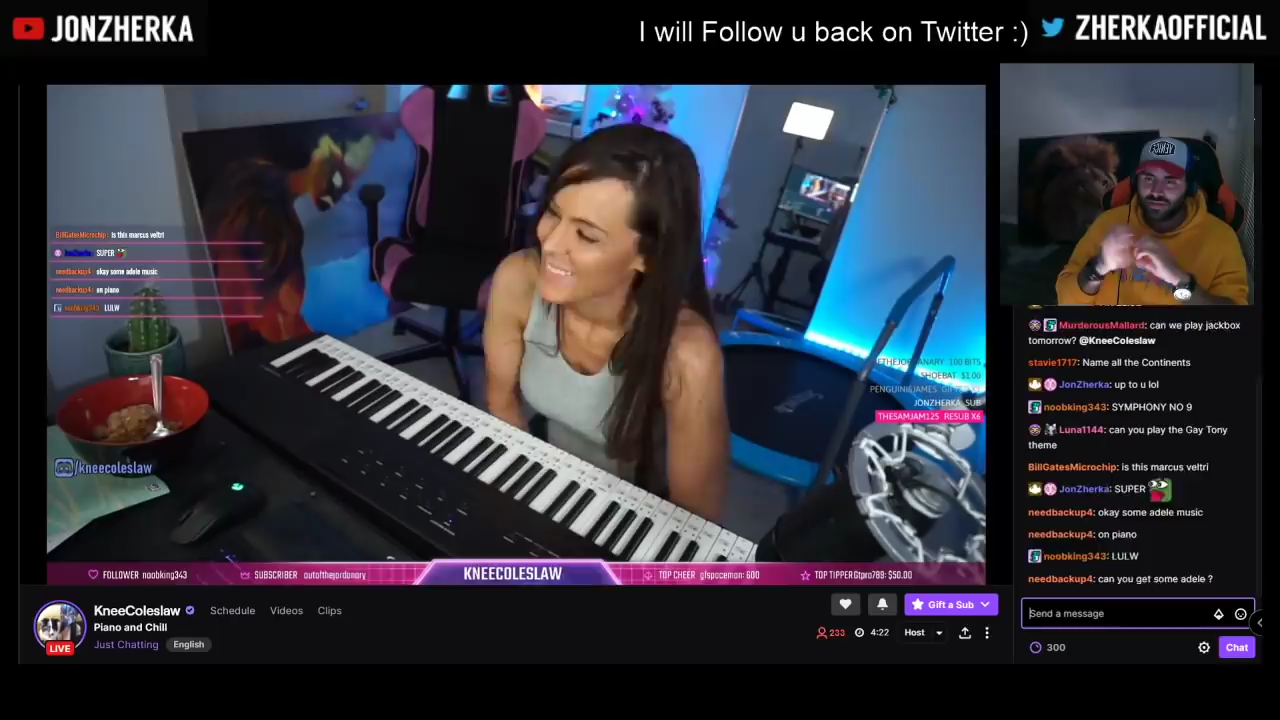 JONZHERKA
I will Follow u back on Twitter :)
ZHERKAOFFICIAL
BillGatesMicrochip: is this marcus veltri
JonZherka: SUPER
needbackup4: okay some adele music
needbackup4: on piano
noobking343: LULW
/kneecoleslaw
100 BITS
SHOEBAT $1.00
JONZHERKA SUB
THESAMJAM125 RESUB X6
FOLLOWER noobking343
SUBSCRIBER outofthejordanary
KNEECOLESLAW
TOP CHEER gfspaceman: 600
TOP TIPPER Gtpro789: $50.00
KneeColeslaw
Schedule
Videos
Clips
Piano and Chill
Just Chatting
English
LIVE
Gift a Sub
233
4:22
Host
MurderousMallard: can we play jackbox
tomorrow? @KneeColeslaw
stavie1717: Name all the Continents
JonZherka: up to u lol
noobking343: SYMPHONY NO 9
Luna1144: can you play the Gay Tony
theme
BillGatesMicrochip: is this marcus veltri
JonZherka: SUPER
needbackup4: okay some adele music
needbackup4: on piano
noobking343: LULW
needbackup4: can you get some adele ?
Send a message
300
Chat